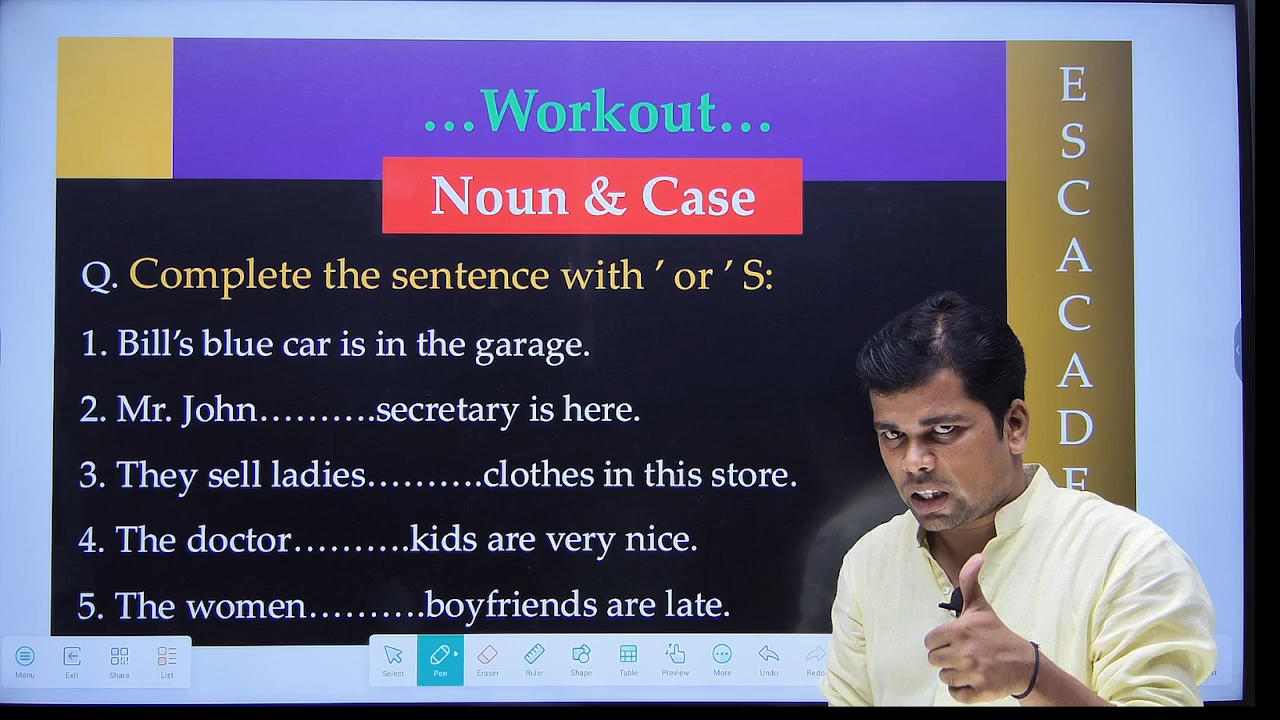 ...Workout...
Noun & Case
Q. Complete the sentence with ’ or ’ S:
1. Bill’s blue car is in the garage.
2. Mr. John..........secretary is here.
3. They sell ladies..........clothes in this store.
4. The doctor..........kids are very nice.
5. The women..........boyfriends are late.
E
S
C
A
C
A
D
E
Menu
Exit
Share
List
Select
Pen
Eraser
Ruler
Shape
Table
Preview
More
Undo
Redo